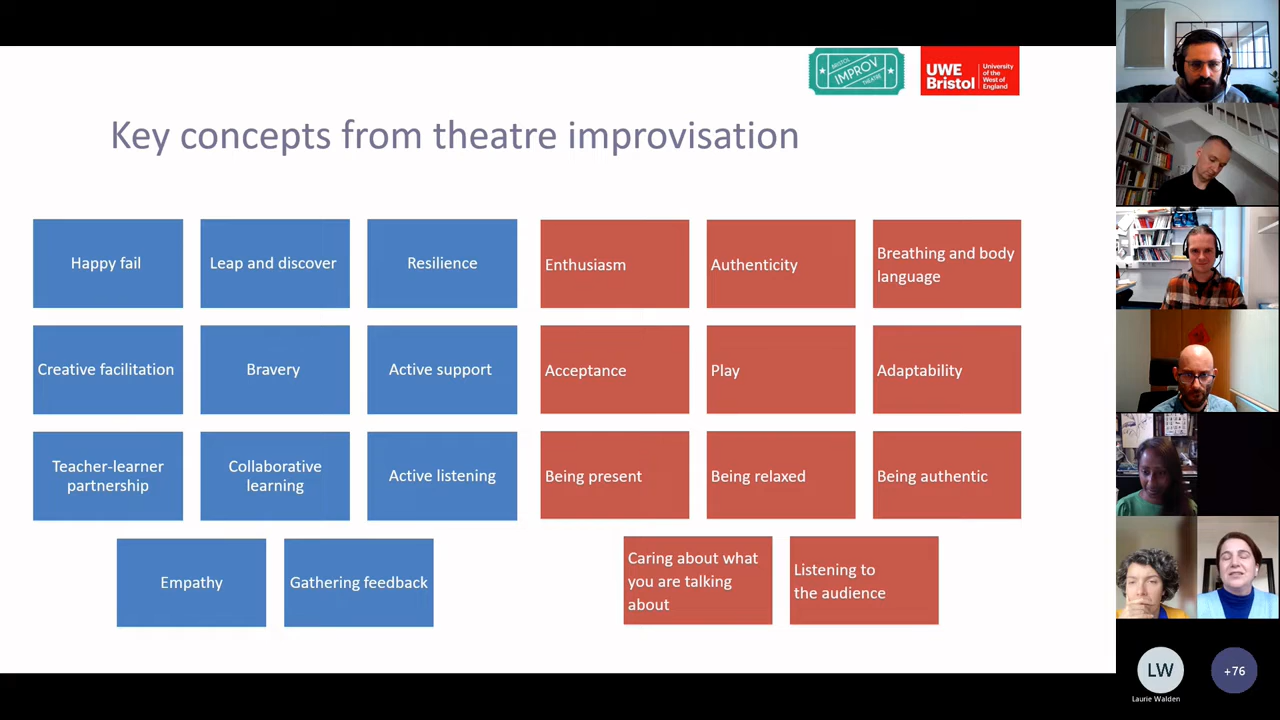 BRISTOL
IMPROV
THEATRE
UWE
Bristol
University
of the
West of
England
Key concepts from theatre improvisation
Happy fail
Leap and discover
Resilience
Enthusiasm
Authenticity
Breathing and body
language
Creative facilitation
Bravery
Active support
Acceptance
Play
Adaptability
Teacher-learner
partnership
Collaborative
learning
Active listening
Being present
Being relaxed
Being authentic
Empathy
Gathering feedback
Caring about what
you are talking
about
Listening to
the audience
LW
Laurie Walden
+76